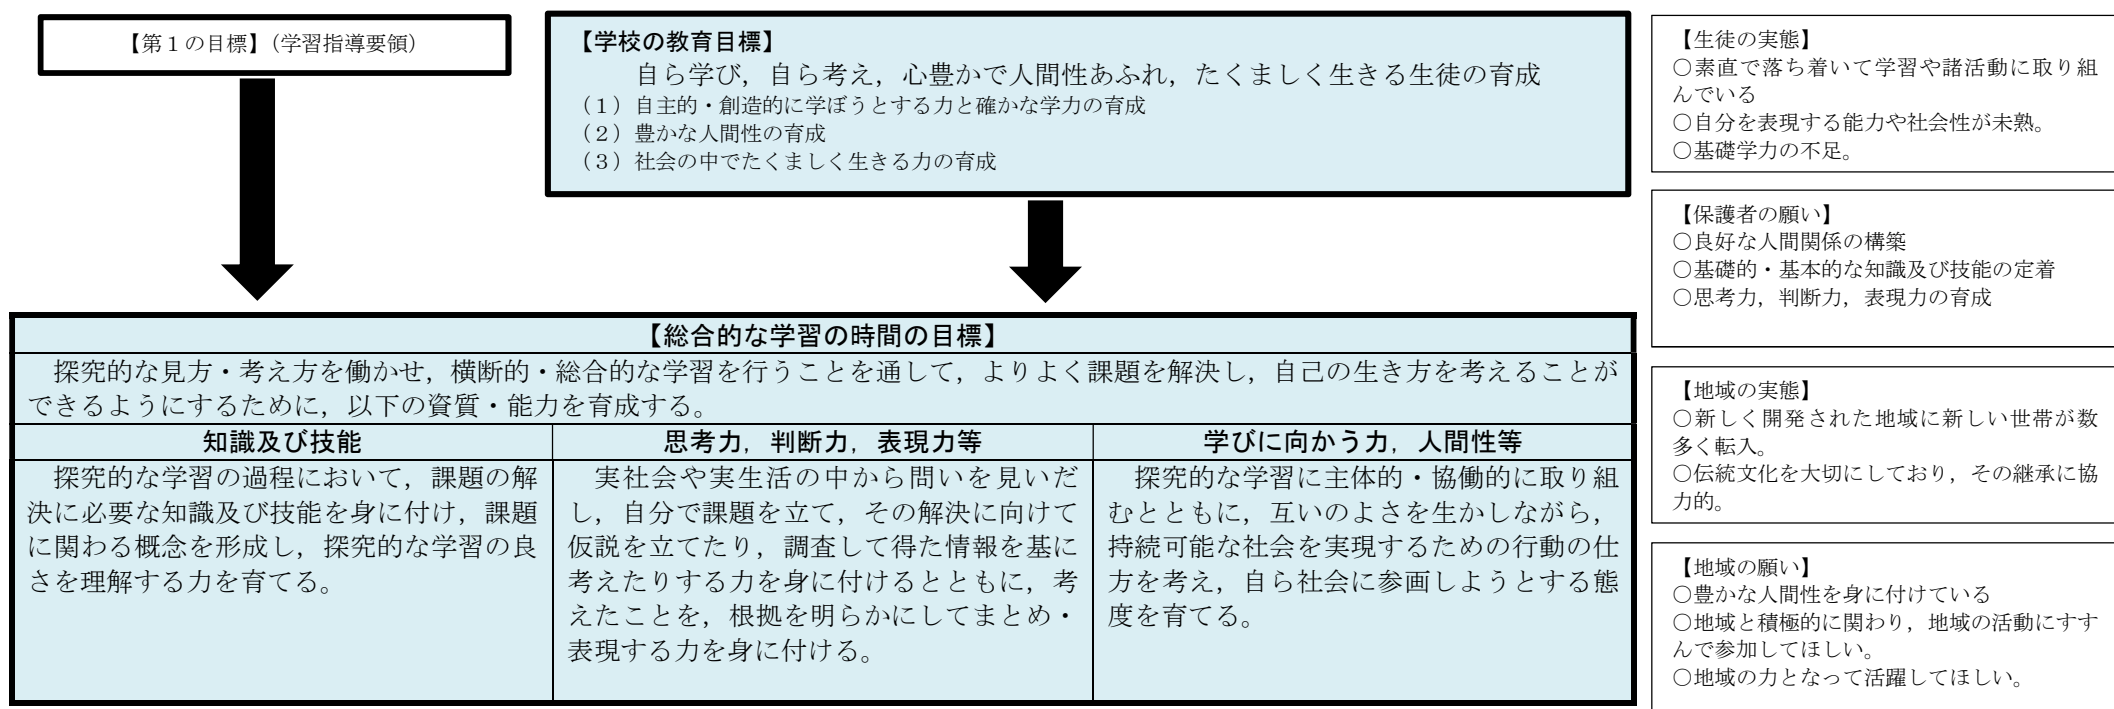 【第１の目標】（学習指導要領）
【学校の教育目標】
自ら学び，自ら考え，心豊かで人間性あふれ，たくましく生きる生徒の育成
（１）自主的・創造的に学ぼうとする力と確かな学力の育成
（２）豊かな人間性の育成
（３）社会の中でたくましく生きる力の育成
【総合的な学習の時間の目標】
探究的な見方・考え方を働かせ，横断的・総合的な学習を行うことを通して，よりよく課題を解決し，自己の生き方を考えることが
できるようにするために，以下の資質・能力を育成する。
知識及び技能
探究的な学習の過程において，課題の解
決に必要な知識及び技能を身に付け，課題
に関わる概念を形成し，探究的な学習の良
さを理解する力を育てる。
思考力，判断力，表現力等
実社会や実生活の中から問いを見いだ
し，自分で課題を立て，その解決に向けて
仮説を立てたり，調査して得た情報を基に
考えたりする力を身に付けるとともに，考
えたことを，根拠を明らかにしてまとめ・
表現する力を身に付ける。
学びに向かう力，人間性等
探究的な学習に主体的・協働的に取り組
むとともに，互いのよさを生かしながら，
持続可能な社会を実現するための行動の仕
方を考え，自ら社会に参画しようとする態
度を育てる。
【生徒の実態】
○素直で落ち着いて学習や諸活動に取り組
んでいる
○自分を表現する能力や社会性が未熟。
○基礎学力の不足。
【保護者の願い】
○良好な人間関係の構築
○基礎的・基本的な知識及び技能の定着
○思考力，判断力，表現力の育成
【地域の実態】
○新しく開発された地域に新しい世帯が数
多く転入。
○伝統文化を大切にしており，その継承に協
力的。
【地域の願い】
○豊かな人間性を身に付けている
○地域と積極的に関わり，地域の活動にすす
んで参加してほしい。
○地域の力となって活躍してほしい。